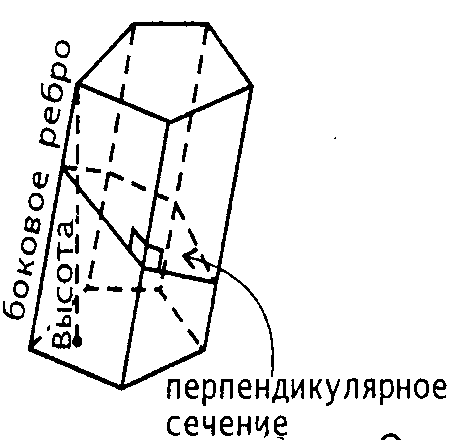 боковое ребро
высота
перпендикулярное
сечение